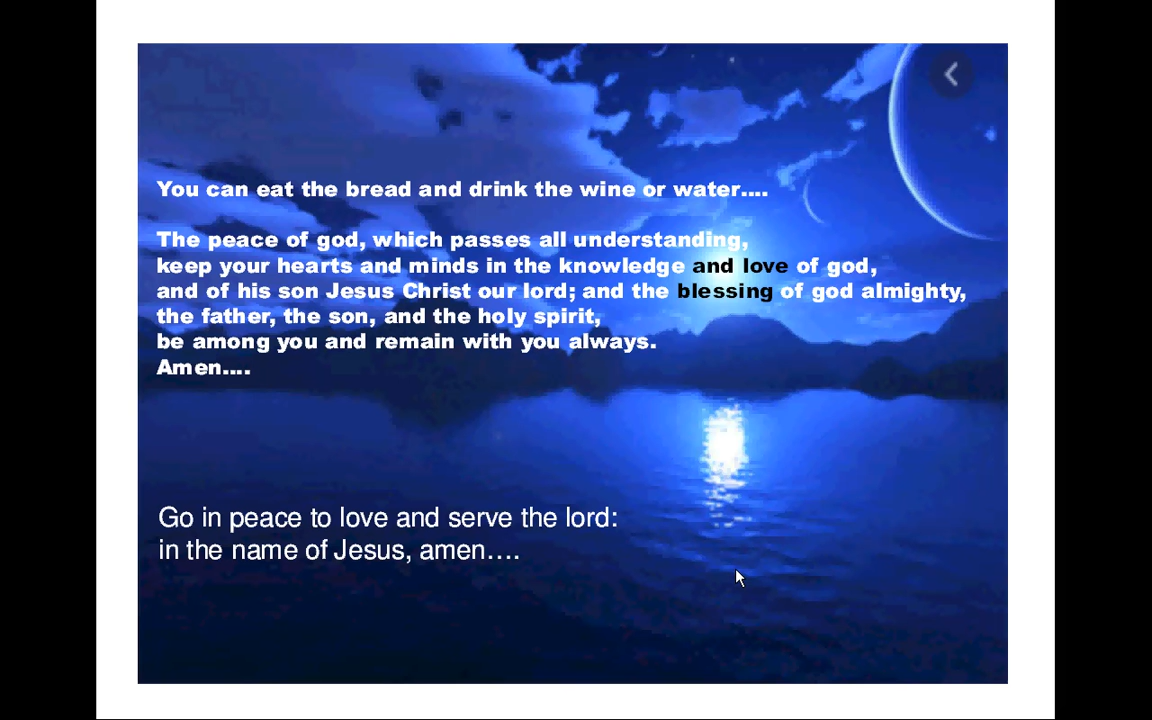 You can eat the bread and drink the wine or water....
The peace of god, which passes all understanding,
keep your hearts and minds in the knowledge and love of god,
and of his son Jesus Christ our lord; and the blessing of god almighty,
the father, the son, and the holy spirit,
be among you and remain with you always.
Amen....
Go in peace to love and serve the lord:
in the name of Jesus, amen….